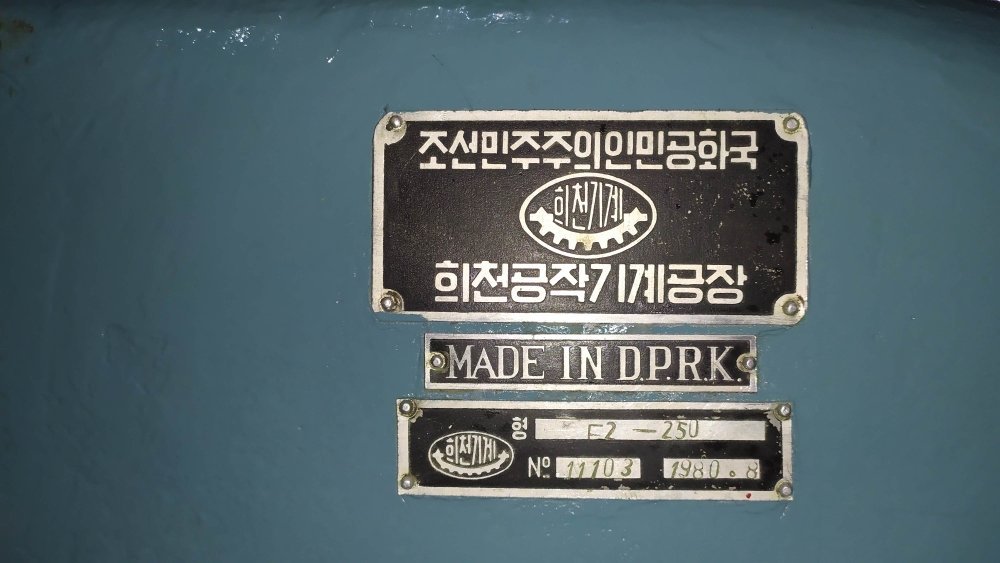 조선민주주의인민공화국
희천기계
희천공작기계공장
MADE IN D.P.R.K.
희천기계
형 E2-250
№ 11103 1980.8